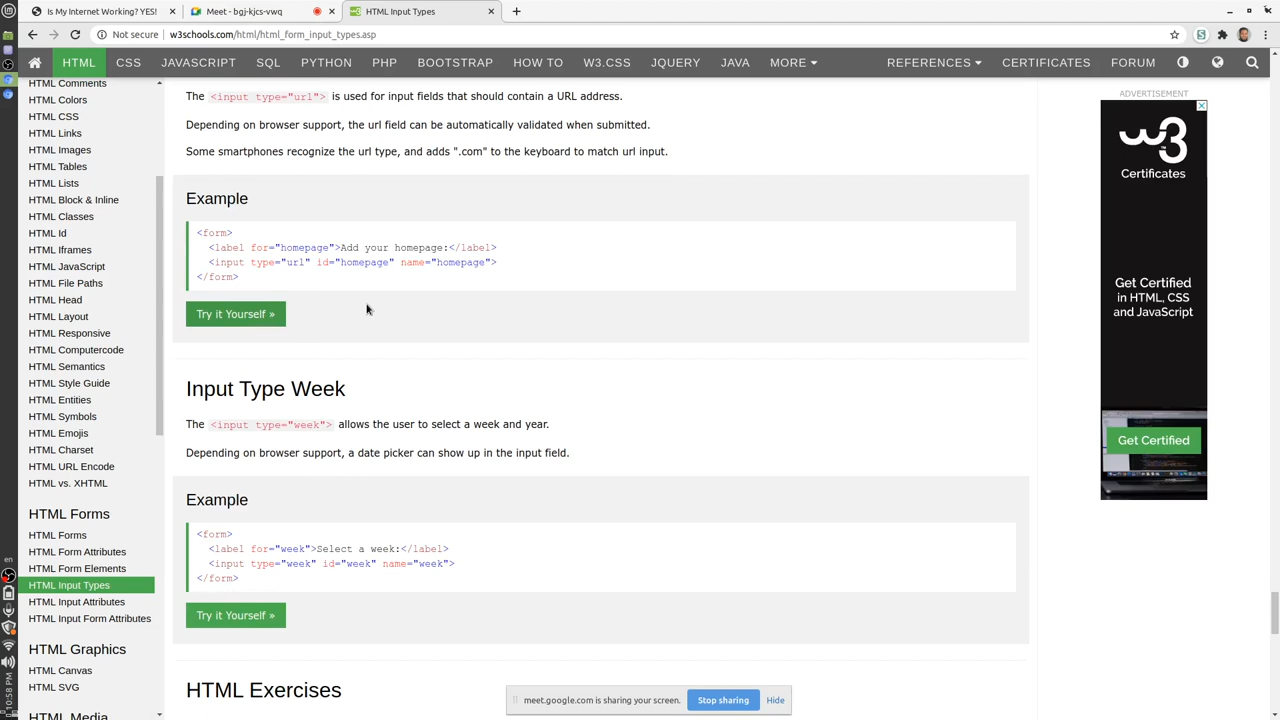 Is My Internet Working? YES!
Meet - bgj-kjcs-vwq
HTML Input Types
Not secure
w3schools.com/html/html_form_input_types.asp
HTML CSS JAVASCRIPT SQL PYTHON PHP BOOTSTRAP HOW TO W3.CSS JQUERY JAVA MORE REFERENCES CERTIFICATES FORUM
HTML Comments
HTML Colors
HTML CSS
HTML Links
HTML Images
HTML Tables
HTML Lists
HTML Block & Inline
HTML Classes
HTML Id
HTML Iframes
HTML JavaScript
HTML File Paths
HTML Head
HTML Layout
HTML Responsive
HTML Computercode
HTML Semantics
HTML Style Guide
HTML Entities
HTML Symbols
HTML Emojis
HTML Charset
HTML URL Encode
HTML vs. XHTML
HTML Forms
HTML Forms
HTML Form Attributes
HTML Form Elements
HTML Input Types
HTML Input Attributes
HTML Input Form Attributes
HTML Graphics
HTML Canvas
HTML SVG
HTML Media
The <input type="url"> is used for input fields that should contain a URL address.
Depending on browser support, the url field can be automatically validated when submitted.
Some smartphones recognize the url type, and adds ".com" to the keyboard to match url input.
Example
<form>
<label for="homepage">Add your homepage:</label>
<input type="url" id="homepage" name="homepage">
</form>
Try it Yourself »
Input Type Week
The <input type="week"> allows the user to select a week and year.
Depending on browser support, a date picker can show up in the input field.
Example
<form>
<label for="week">Select a week:</label>
<input type="week" id="week" name="week">
</form>
Try it Yourself »
HTML Exercises
ADVERTISEMENT
w3
Certificates
Get Certified
in HTML, CSS
and JavaScript
Get Certified
meet.google.com is sharing your screen.
Stop sharing
Hide
en
10:58 PM